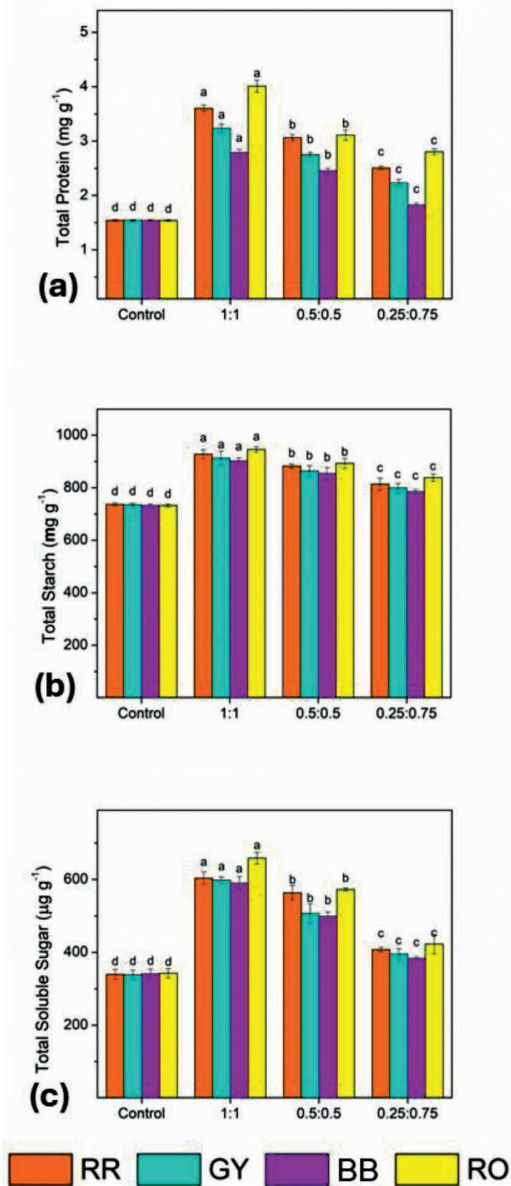 5
4
3
2
1
Total Protein (mg g-1)
a a a a
b b b b
c c c c
d d d d
(a)
Control 1:1 0.5:0.5 0.25:0.75
1000
800
600
400
200
Total Starch (mg g-1)
a a a a
b b b b
c c c c
d d d d
(b)
Control 1:1 0.5:0.5 0.25:0.75
600
400
200
Total Soluble Sugar (µg g-1)
a a a a
b b b b
c c c c
d d d d
(c)
Control 1:1 0.5:0.5 0.25:0.75
RR GY BB RO